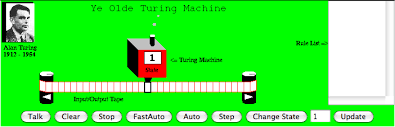 Ye Olde Turing Machine
Alan Turing
1912 - 1954
1
State
<= Turing Machine
Rule List =>
Input/Output Tape
Talk
Clear
Stop
FastAuto
Auto
Step
Change State
1
Update